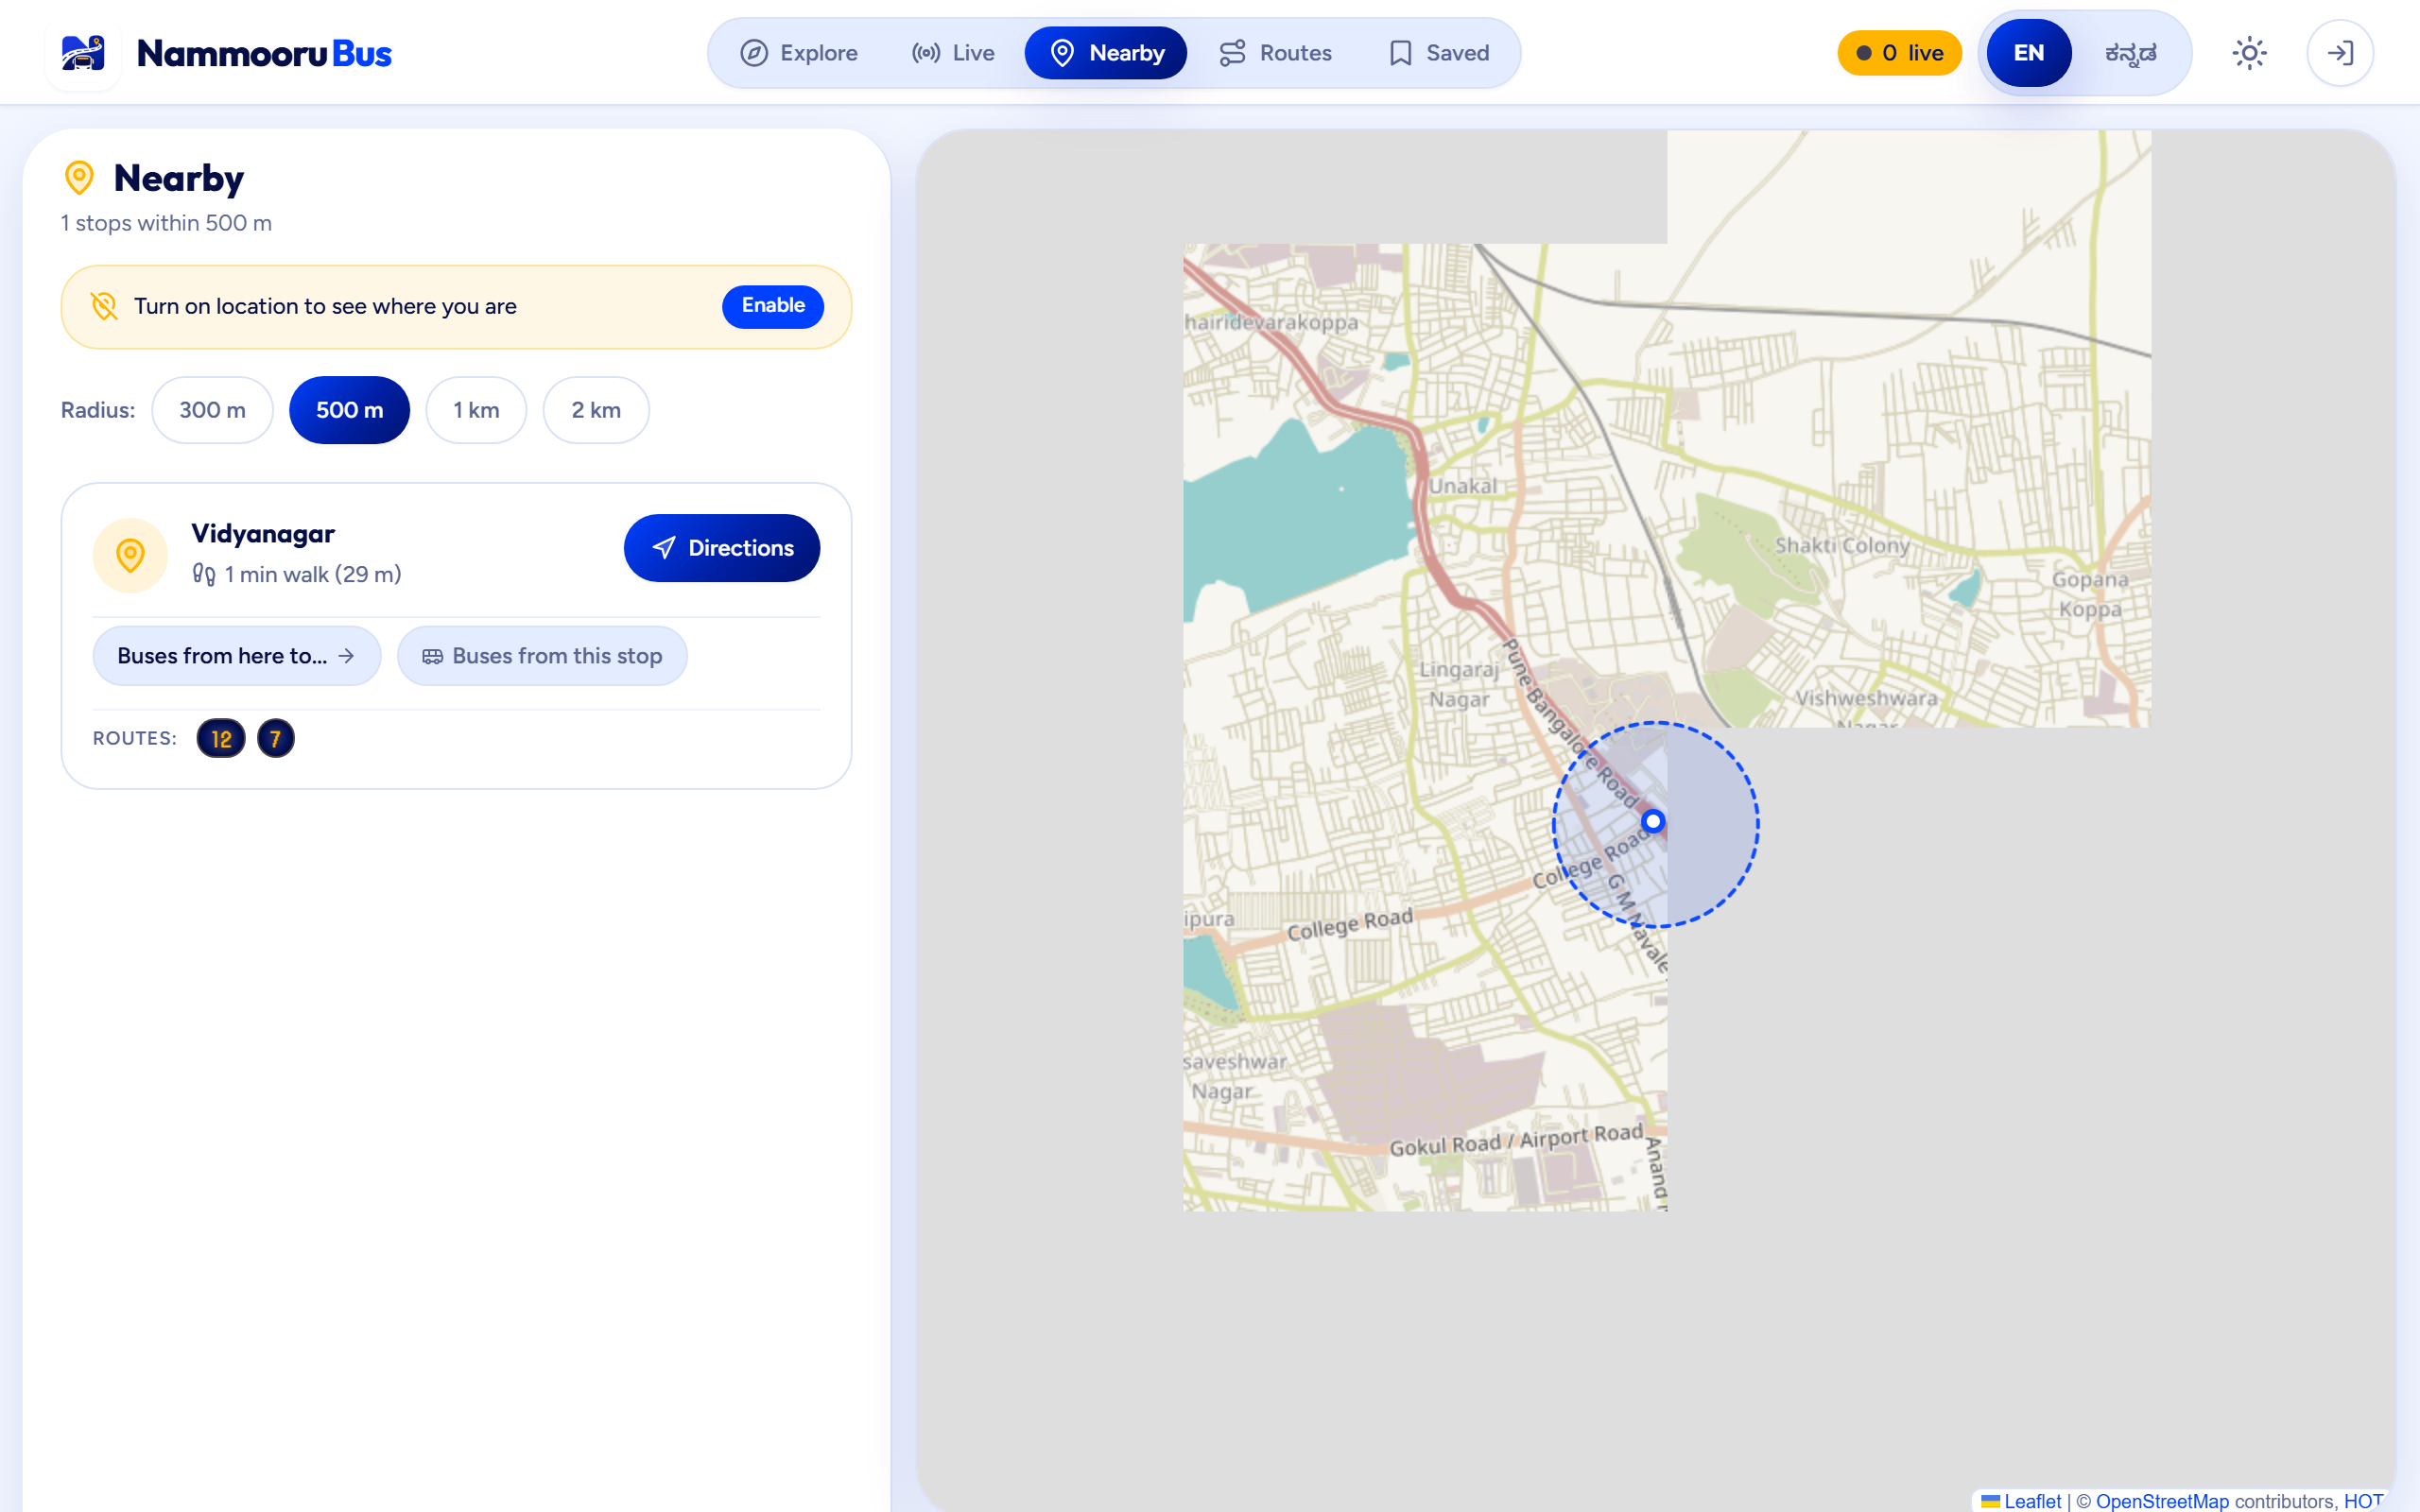 Nammooru Bus
Explore
Live
Nearby
Routes
Saved
0 live
EN
ಕನ್ನಡ
Nearby
1 stops within 500 m
Turn on location to see where you are
Enable
Radius:
300 m
500 m
1 km
2 km
Vidyanagar
1 min walk (29 m)
Directions
Buses from here to...
Buses from this stop
ROUTES:
12
7
hairidevarakoppa
Unakal
Shakti Colony
Gopana
Koppa
Lingaraj
Nagar
Pune Bangalore Road
Vishweshwara
College Road
G M Navale
ipura
College Road
saveshwar
Nagar
Gokul Road / Airport Road
Anand
Leaflet | © OpenStreetMap contributors, HOT